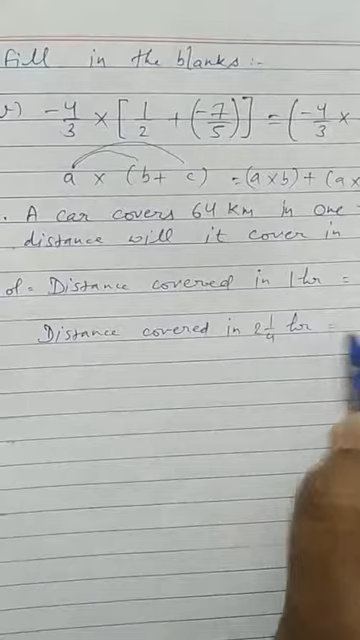 Fill in the blanks :-
-4/3 × [1/2 + (-7/5)] = (-4/3 ×
a × (b + c) = (a × b) + (a ×
. A car covers 64 km in one
distance will it cover in
ol= Distance covered in 1 hr =
Distance covered in 2 1/4 hr =